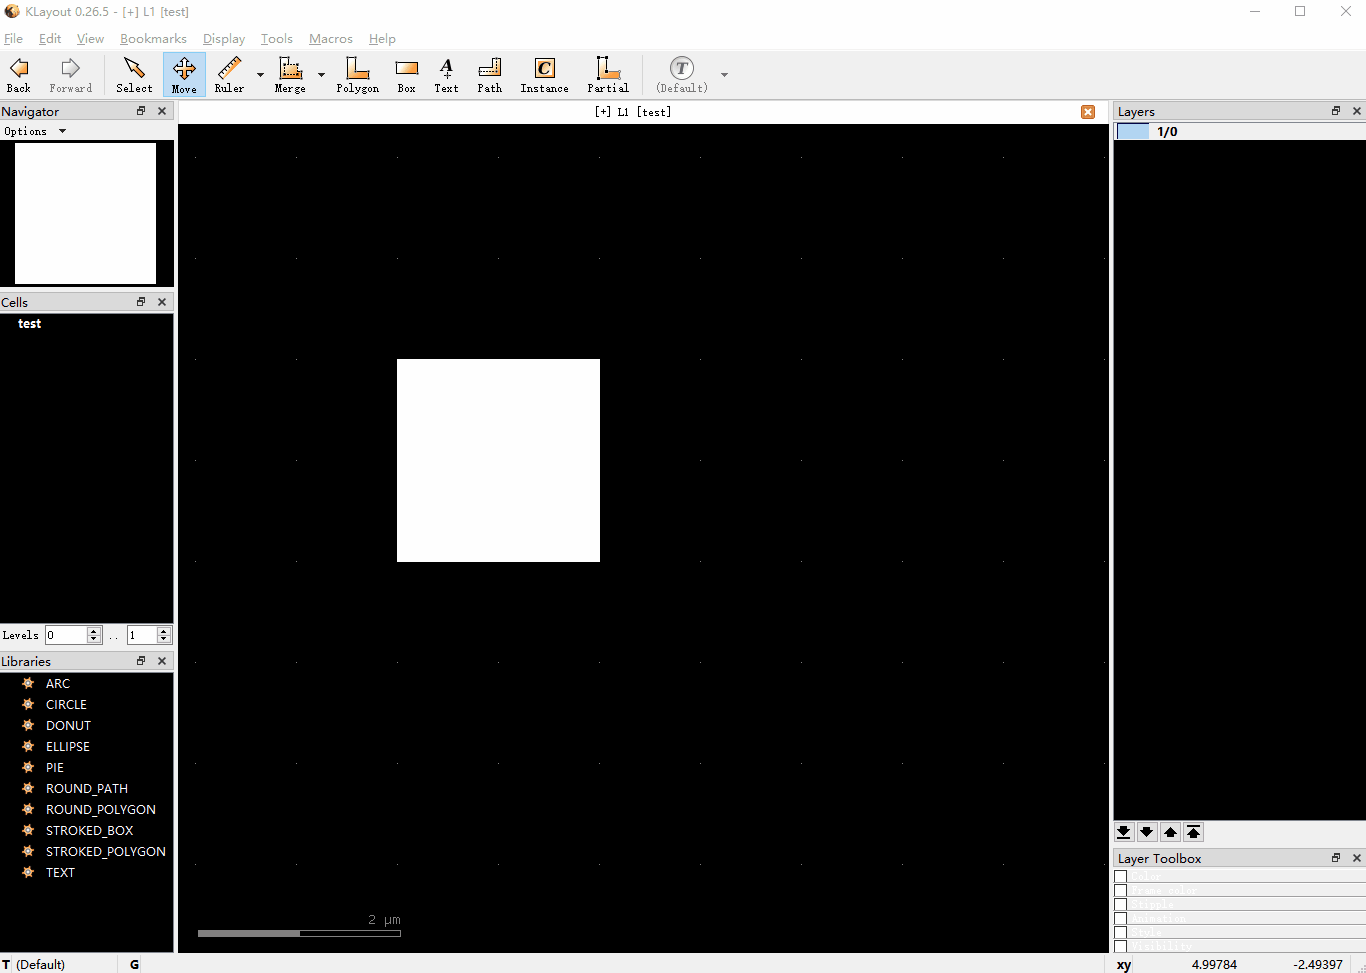 KLayout 0.26.5 - [+] L1 [test]
File Edit View Bookmarks Display Tools Macros Help
Back Forward Select Move Ruler Merge Polygon Box Text Path Instance Partial (Default)
Navigator
Options
[+] L1 [test]
Layers
1/0
Cells
test
Levels 0 .. 1
Libraries
ARC
CIRCLE
DONUT
ELLIPSE
PIE
ROUND_PATH
ROUND_POLYGON
STROKED_BOX
STROKED_POLYGON
TEXT
2 μm
Layer Toolbox
Color
Frame color
Stipple
Animation
Style
Visibility
T (Default) G xy 4.99784 -2.49397